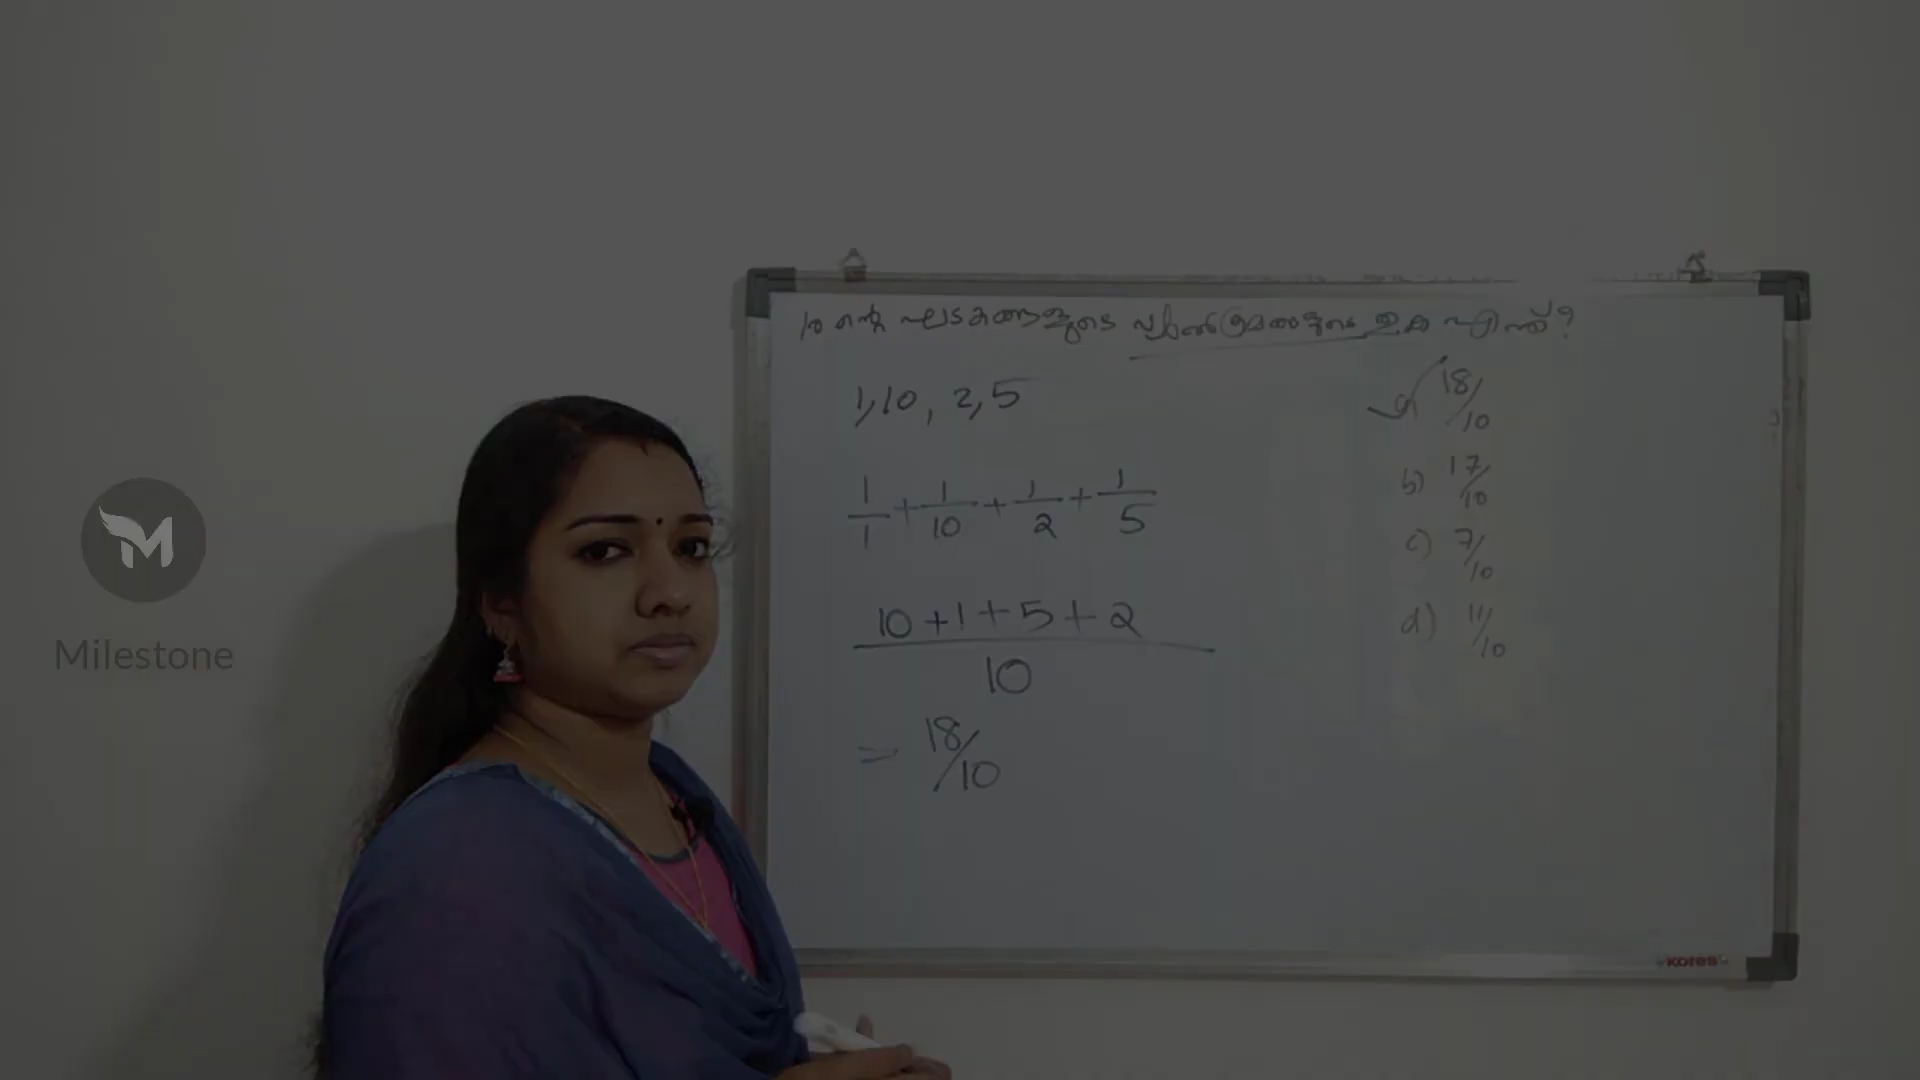 10 ന്റെ ഘടകങ്ങളുടെ വ്യുൽക്രമങ്ങളുടെ തുക എന്ത്?
1, 10, 2, 5
a) 18/10
1/1 + 1/10 + 1/2 + 1/5
b) 17/10
c) 7/10
10+1+5+2
10
d) 11/10
= 18/10
M
Milestone
kores